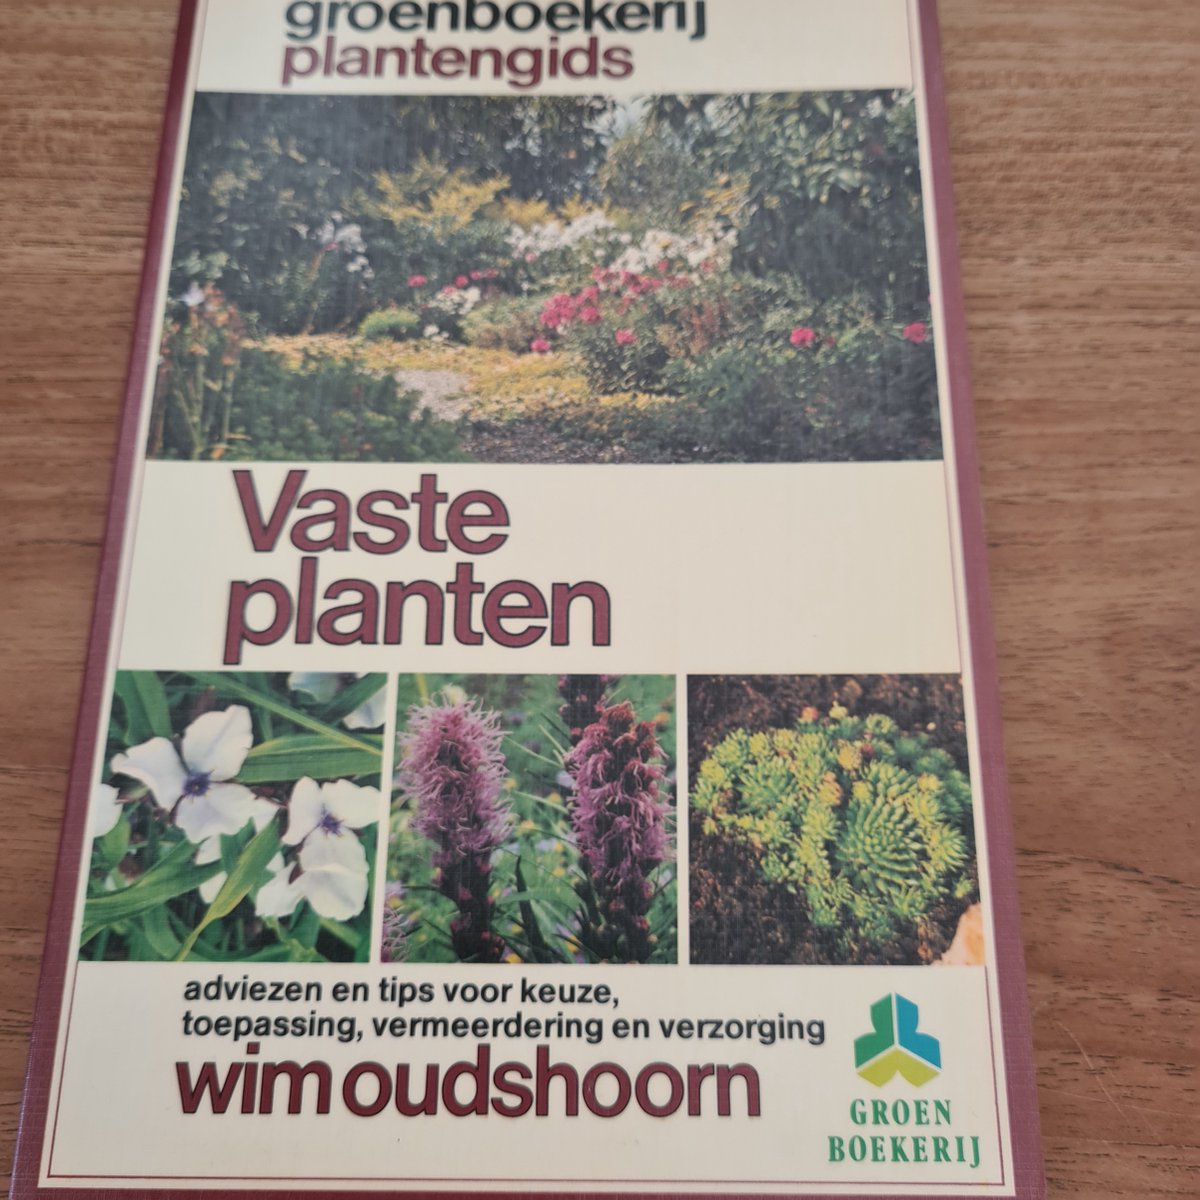 groenboekerij
plantengids
Vaste
planten
adviezen en tips voor keuze,
toepassing, vermeerdering en verzorging
wim oudshoorn
GROEN
BOEKERIJ